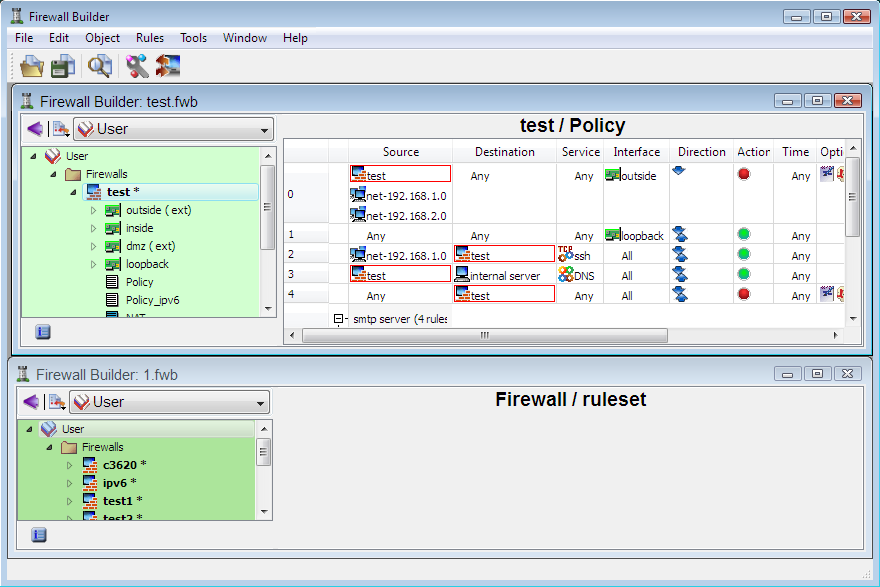 Firewall Builder
File Edit Object Rules Tools Window Help
Firewall Builder: test.fwb
User
test / Policy
User
Firewalls
test *
outside ( ext)
inside
dmz ( ext)
loopback
Policy
Policy_ipv6
Source Destination Service Interface Direction Action Time Opti
0 test Any Any outside Any
net-192.168.1.0
net-192.168.2.0
1 Any Any Any loopback Any
2 net-192.168.1.0 test TCP ssh All Any
3 test internal server DNS All Any
4 Any test Any All Any
smtp server (4 rules
Firewall Builder: 1.fwb
User
Firewall / ruleset
User
Firewalls
c3620 *
ipv6 *
test1 *
test2 *